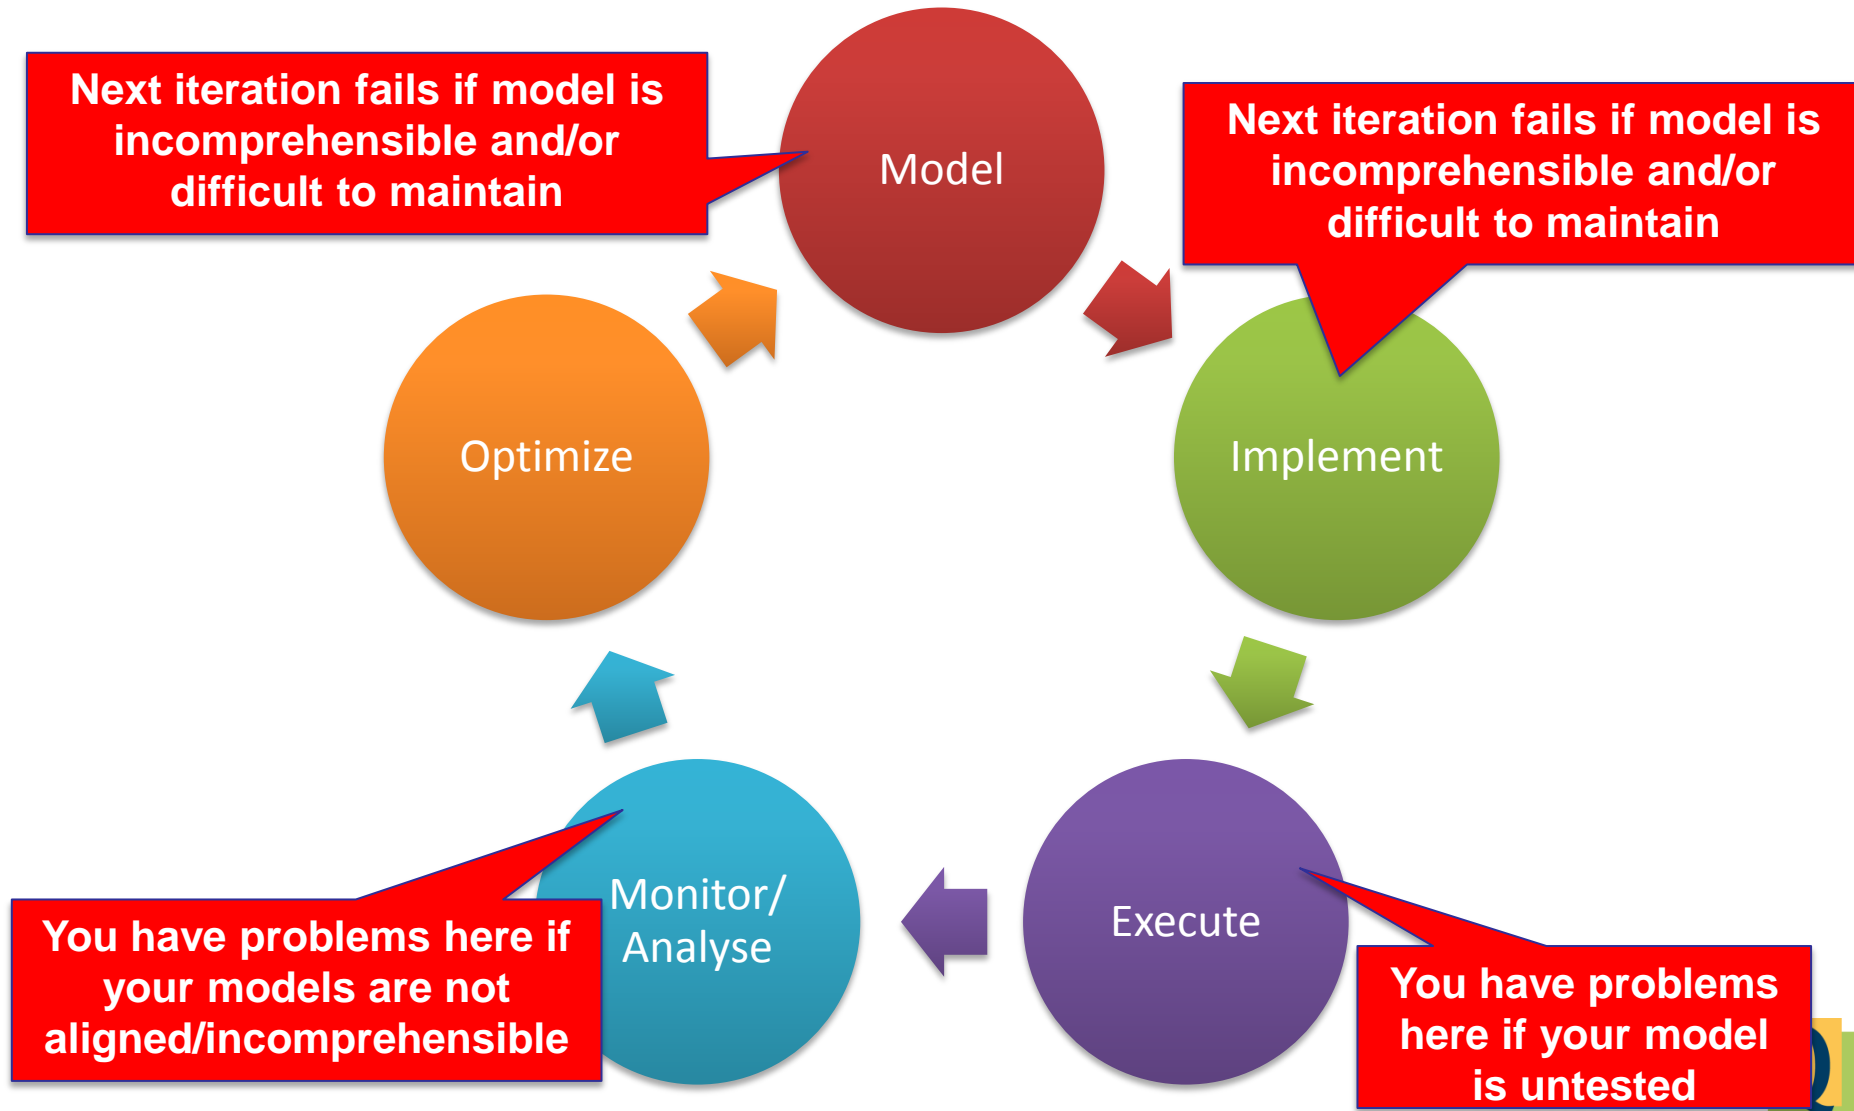 Next iteration fails if model is
incomprehensible and/or
difficult to maintain
Model
Next iteration fails if model is
incomprehensible and/or
difficult to maintain
Optimize
Implement
Monitor/
Analyse
Execute
You have problems here if
your models are not
aligned/incomprehensible
You have problems
here if your model
is untested